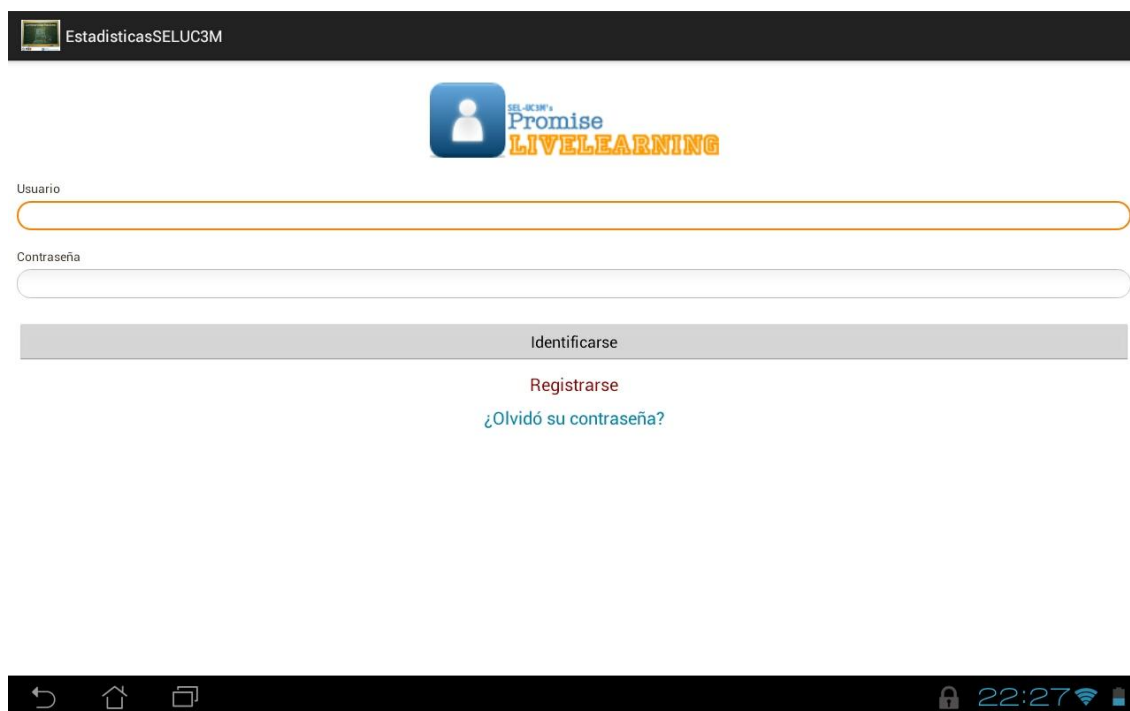 EstadisticasSELUC3M
SEL-UC3M's
Promise
LIVELEARNING
Usuario
Contraseña
Identificarse
Registrarse
¿Olvidó su contraseña?
22:27